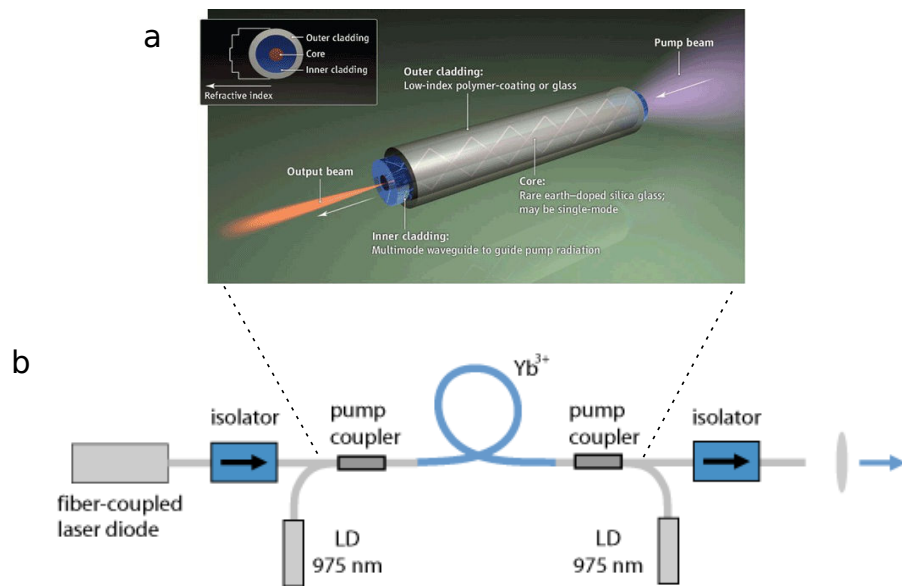 a
Outer cladding
Core
Inner cladding
Refractive index
Pump beam
Outer cladding:
Low-index polymer-coating or glass
Output beam
Core:
Rare earth–doped silica glass;
may be single-mode
Inner cladding:
Multimode waveguide to guide pump radiation
b
Yb³⁺
isolator
pump
coupler
pump
coupler
isolator
fiber-coupled
laser diode
LD
975 nm
LD
975 nm